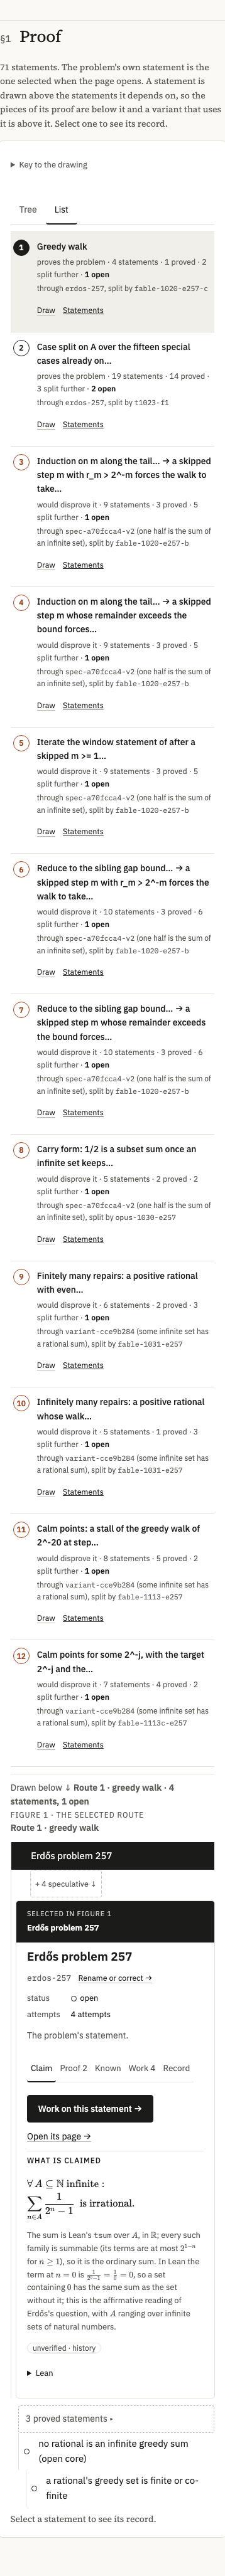 §1 Proof
71 statements. The problem's own statement is the
one selected when the page opens. A statement is
drawn above the statements it depends on, so the
pieces of its proof are below it and a variant that uses
it is above it. Select one to see its record.
▸ Key to the drawing
Tree List
1 Greedy walk
proves the problem · 4 statements · 1 proved · 2
split further · 1 open
through erdos-257, split by fable-1020-e257-c
Draw Statements
2 Case split on A over the fifteen special
cases already on...
proves the problem · 19 statements · 14 proved ·
3 split further · 2 open
through erdos-257, split by t1023-f1
Draw Statements
3 Induction on m along the tail... → a skipped
step m with r_m > 2^-m forces the walk to
take...
would disprove it · 9 statements · 3 proved · 5
split further · 1 open
through spec-a70fcca4-v2 (one half is the sum of
an infinite set), split by fable-1020-e257-b
Draw Statements
4 Induction on m along the tail... → a skipped
step m whose remainder exceeds the
bound forces...
would disprove it · 9 statements · 3 proved · 5
split further · 1 open
through spec-a70fcca4-v2 (one half is the sum of
an infinite set), split by fable-1020-e257-b
Draw Statements
5 Iterate the window statement of after a
skipped m >= 1...
would disprove it · 9 statements · 3 proved · 5
split further · 1 open
through spec-a70fcca4-v2 (one half is the sum of
an infinite set), split by fable-1020-e257-b
Draw Statements
6 Reduce to the sibling gap bound... → a
skipped step m with r_m > 2^-m forces the
walk to take...
would disprove it · 10 statements · 3 proved · 6
split further · 1 open
through spec-a70fcca4-v2 (one half is the sum of
an infinite set), split by fable-1020-e257-b
Draw Statements
7 Reduce to the sibling gap bound... → a
skipped step m whose remainder exceeds
the bound forces...
would disprove it · 10 statements · 3 proved · 6
split further · 1 open
through spec-a70fcca4-v2 (one half is the sum of
an infinite set), split by fable-1020-e257-b
Draw Statements
8 Carry form: 1/2 is a subset sum once an
infinite set keeps...
would disprove it · 5 statements · 2 proved · 2
split further · 1 open
through spec-a70fcca4-v2 (one half is the sum of
an infinite set), split by opus-1030-e257
Draw Statements
9 Finitely many repairs: a positive rational
with even...
would disprove it · 6 statements · 2 proved · 3
split further · 1 open
through variant-cce9b284 (some infinite set has
a rational sum), split by fable-1031-e257
Draw Statements
10 Infinitely many repairs: a positive rational
whose walk...
would disprove it · 5 statements · 1 proved · 3
split further · 1 open
through variant-cce9b284 (some infinite set has
a rational sum), split by fable-1031-e257
Draw Statements
11 Calm points: a stall of the greedy walk of
2^-20 at step...
would disprove it · 8 statements · 5 proved · 2
split further · 1 open
through variant-cce9b284 (some infinite set has
a rational sum), split by fable-1113-e257
Draw Statements
12 Calm points for some 2^-j, with the target
2^-j and the...
would disprove it · 7 statements · 4 proved · 2
split further · 1 open
through variant-cce9b284 (some infinite set has
a rational sum), split by fable-1113c-e257
Draw Statements
Drawn below ↓ Route 1 · greedy walk · 4
statements, 1 open
FIGURE 1 · THE SELECTED ROUTE
Route 1 · greedy walk
Erdős problem 257
+ 4 speculative ↓
SELECTED IN FIGURE 1
Erdős problem 257
Erdős problem 257
erdos-257 Rename or correct →
status ○ open
attempts 4 attempts
The problem's statement.
Claim Proof 2 Known Work 4 Record
Work on this statement →
Open its page →
WHAT IS CLAIMED
∀ A ⊆ ℕ infinite:
∑_{n∈A} 1/(2^n − 1) is irrational.
The sum is Lean's tsum over A, in ℝ; every such
family is summable (its terms are at most 2^{1−n}
for n ≥ 1), so it is the ordinary sum. In Lean the
term at n = 0 is 1/(2^0−1) = 1/0 = 0, so a set
containing 0 has the same sum as the set
without it; this is the affirmative reading of
Erdős's question, with A ranging over infinite
sets of natural numbers.
unverified · history
▸ Lean
3 proved statements ▸
no rational is an infinite greedy sum
(open core)
a rational's greedy set is finite or co-
finite
Select a statement to see its record.